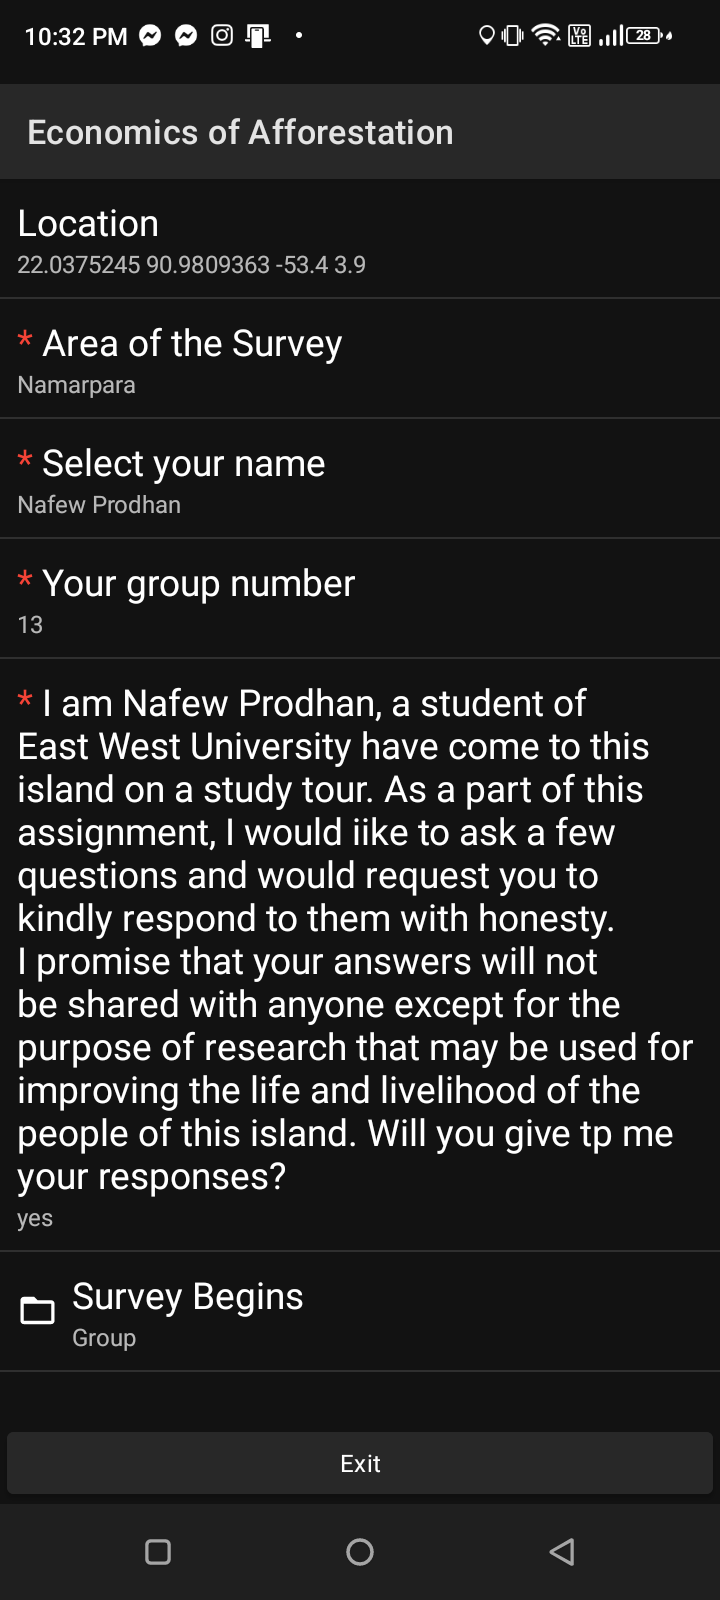 10:32 PM
Vo LTE
28
Economics of Afforestation
Location
22.0375245 90.9809363 -53.4 3.9
* Area of the Survey
Namarpara
* Select your name
Nafew Prodhan
* Your group number
13
* I am Nafew Prodhan, a student of
East West University have come to this
island on a study tour. As a part of this
assignment, I would iike to ask a few
questions and would request you to
kindly respond to them with honesty.
I promise that your answers will not
be shared with anyone except for the
purpose of research that may be used for
improving the life and livelihood of the
people of this island. Will you give tp me
your responses?
yes
Survey Begins
Group
Exit